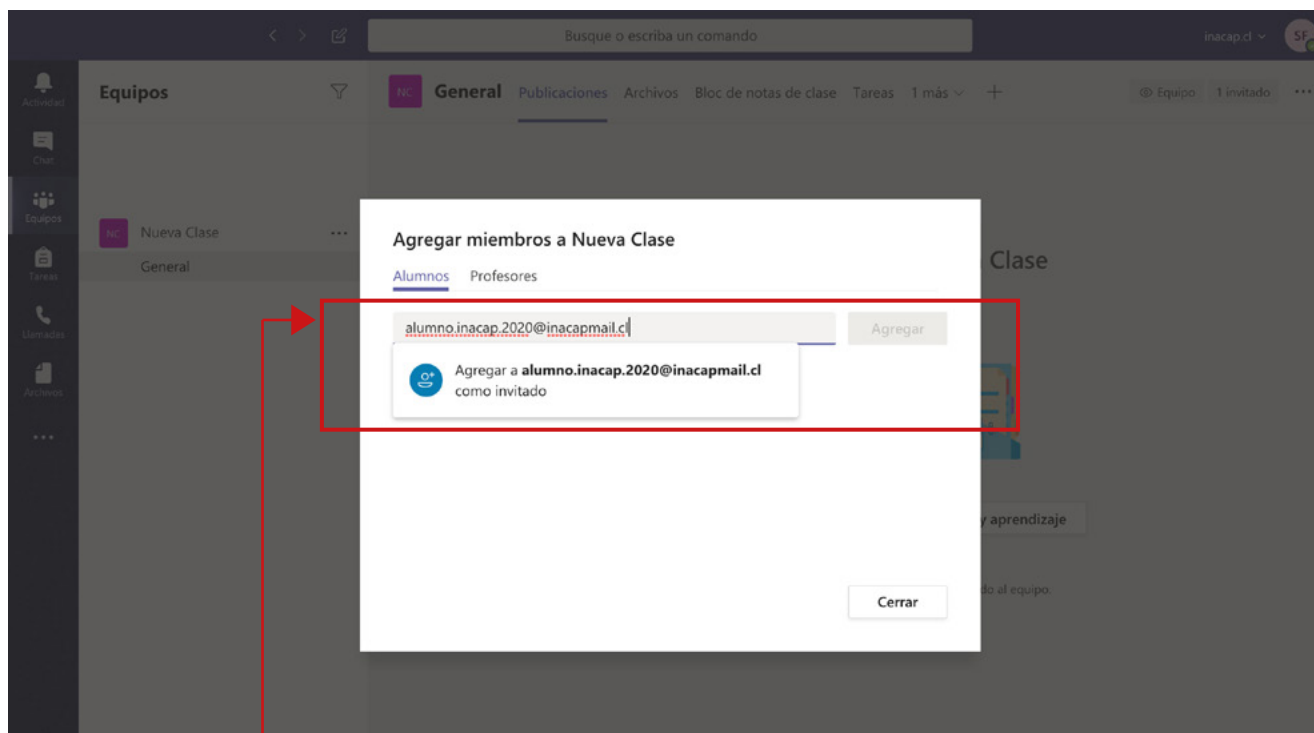 Busque o escriba un comando
inacap.cl
SF
Actividad
Chat
Equipos
Tareas
Llamadas
Archivos
Equipos
NC Nueva Clase
General
NC General Publicaciones Archivos Bloc de notas de clase Tareas 1 más
Equipo 1 invitado
Clase
y aprendizaje
do al equipo.
Agregar miembros a Nueva Clase
Alumnos Profesores
alumno.inacap.2020@inacapmail.cl
Agregar
Agregar a alumno.inacap.2020@inacapmail.cl
como invitado
Cerrar